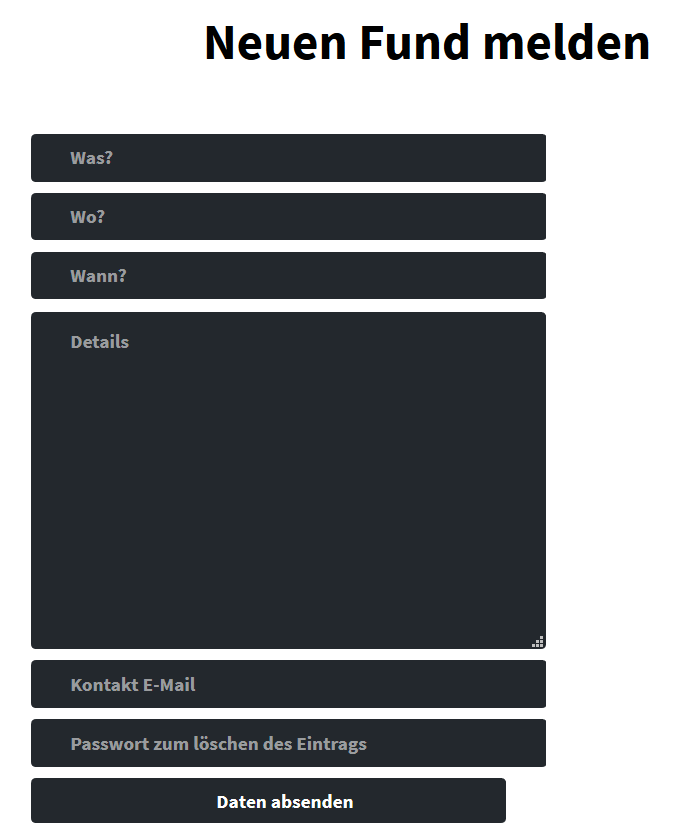 Neuen Fund melden
Was?
Wo?
Wann?
Details
Kontakt E-Mail
Passwort zum löschen des Eintrags
Daten absenden